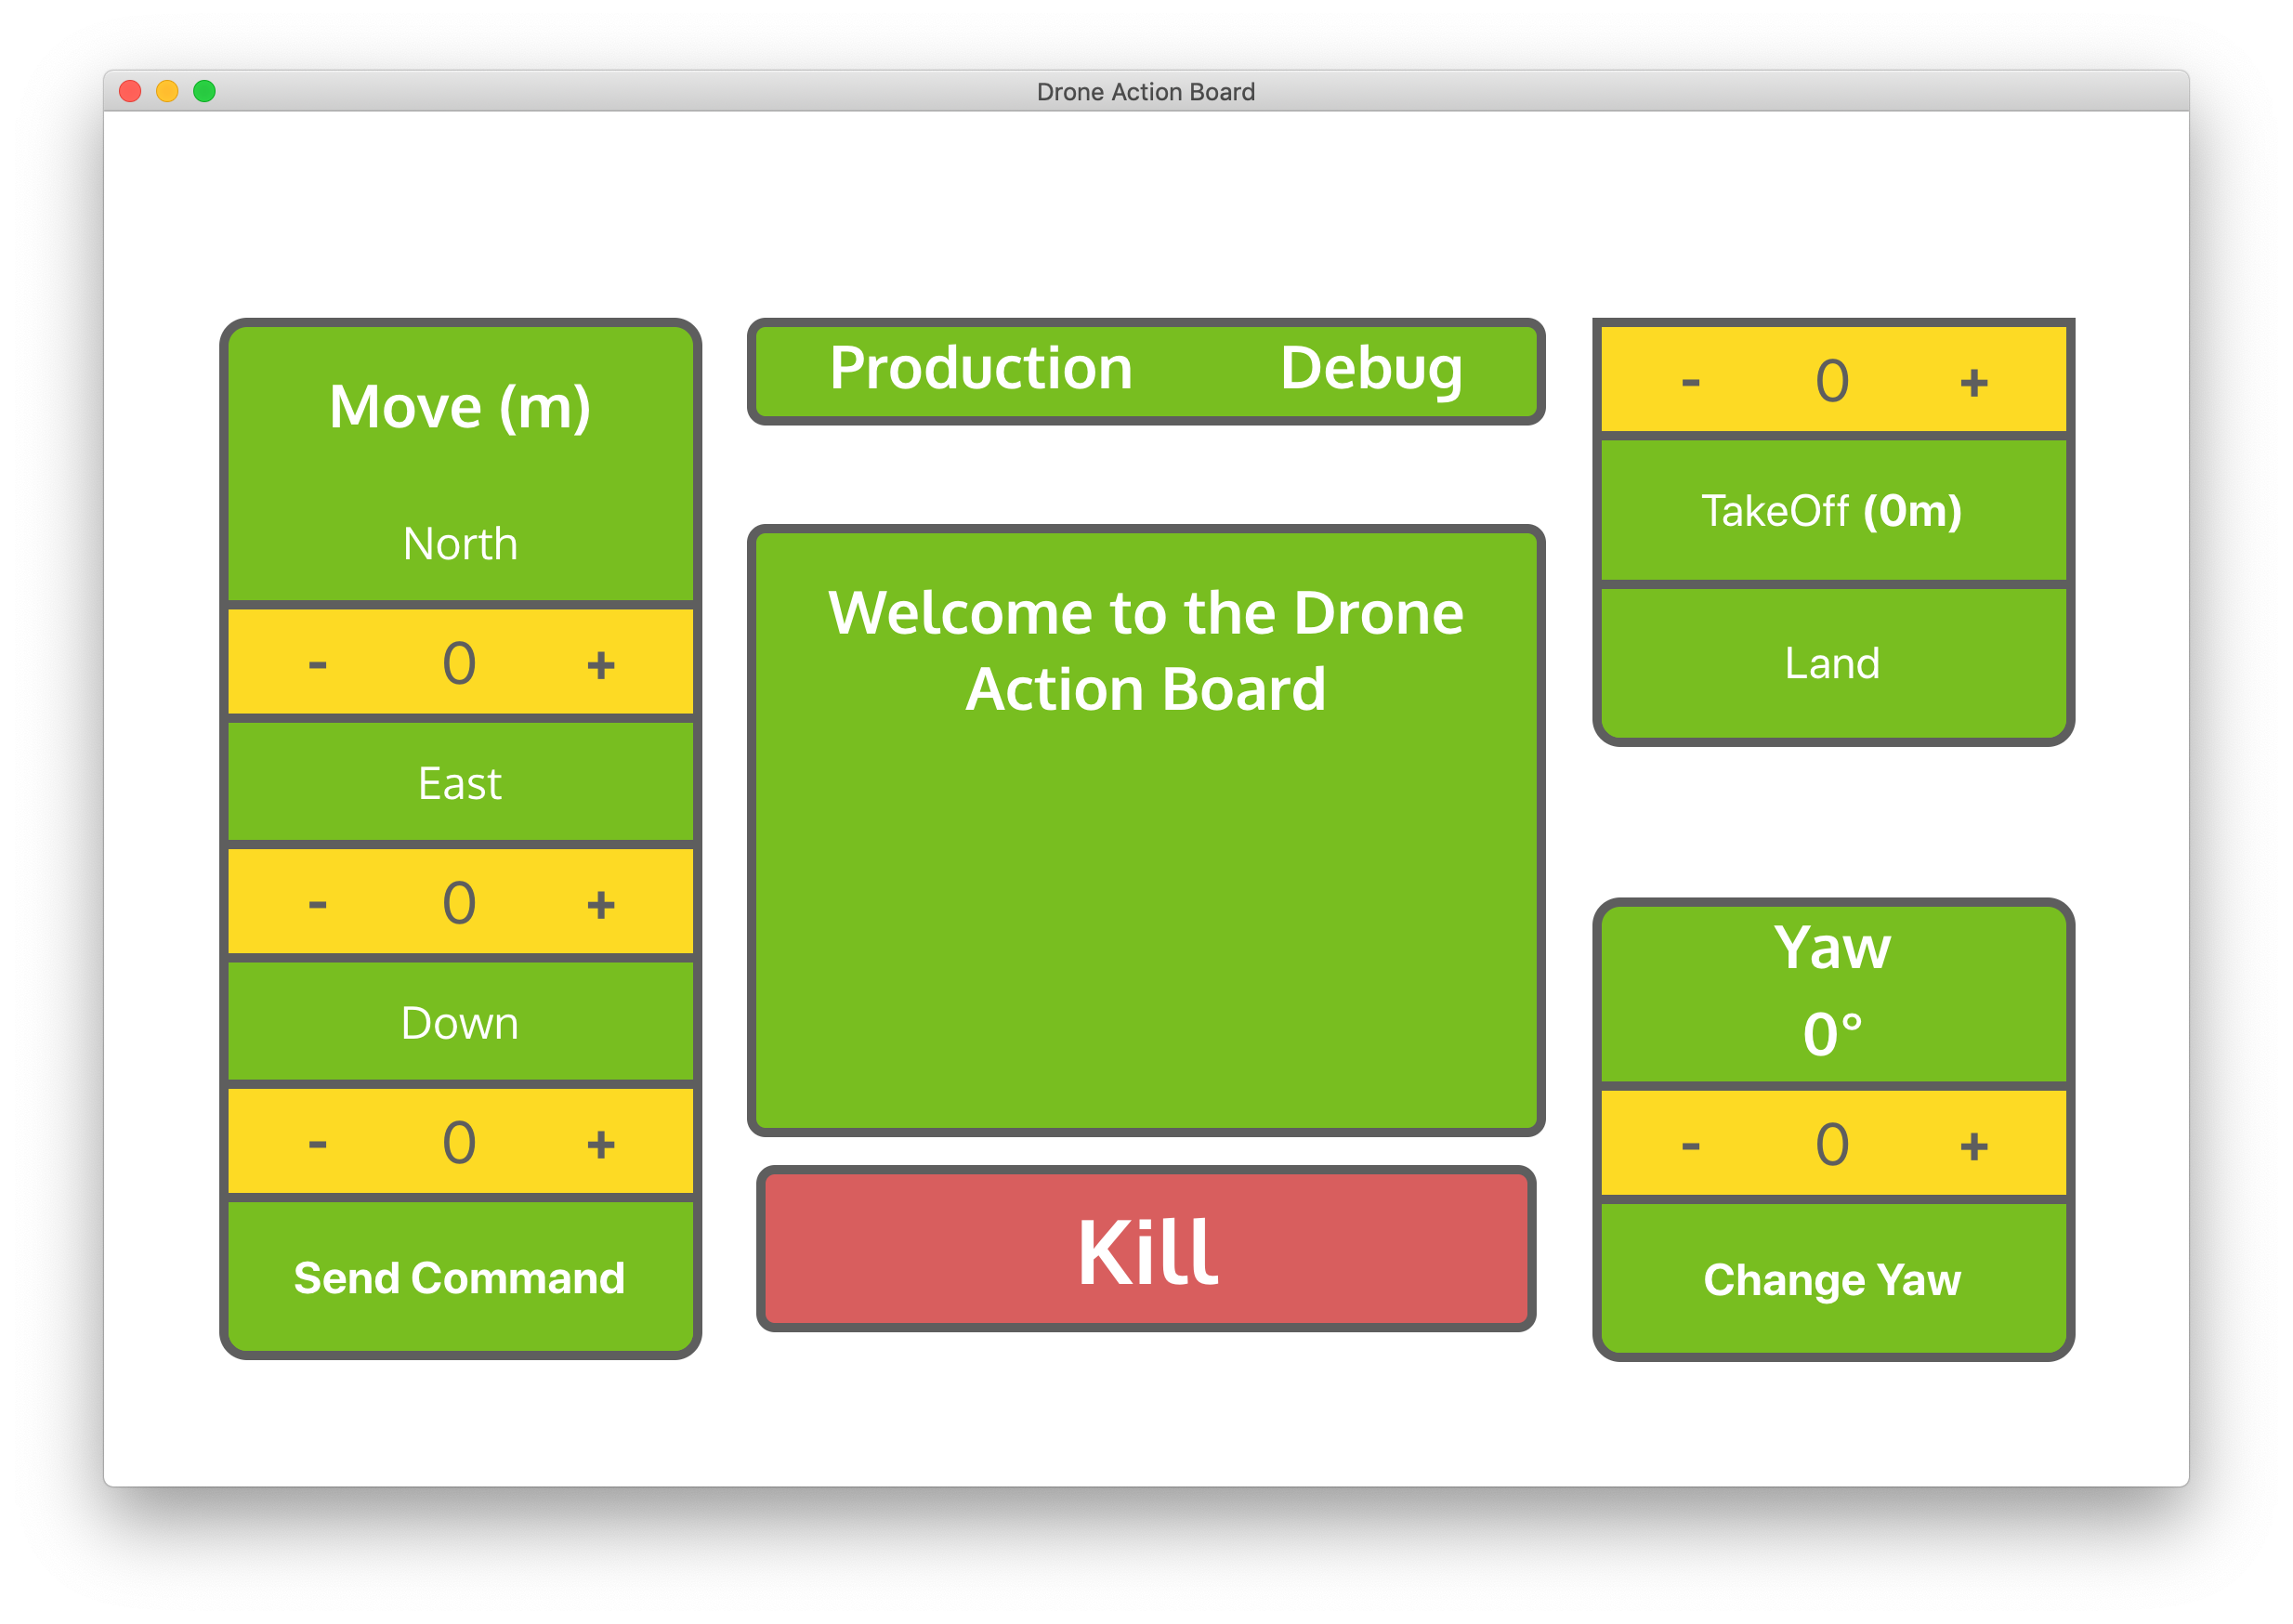 Drone Action Board
Move (m)
North
- 0 +
East
- 0 +
Down
- 0 +
Send Command
Production Debug
Welcome to the Drone
Action Board
Kill
- 0 +
TakeOff (0m)
Land
Yaw
0°
- 0 +
Change Yaw